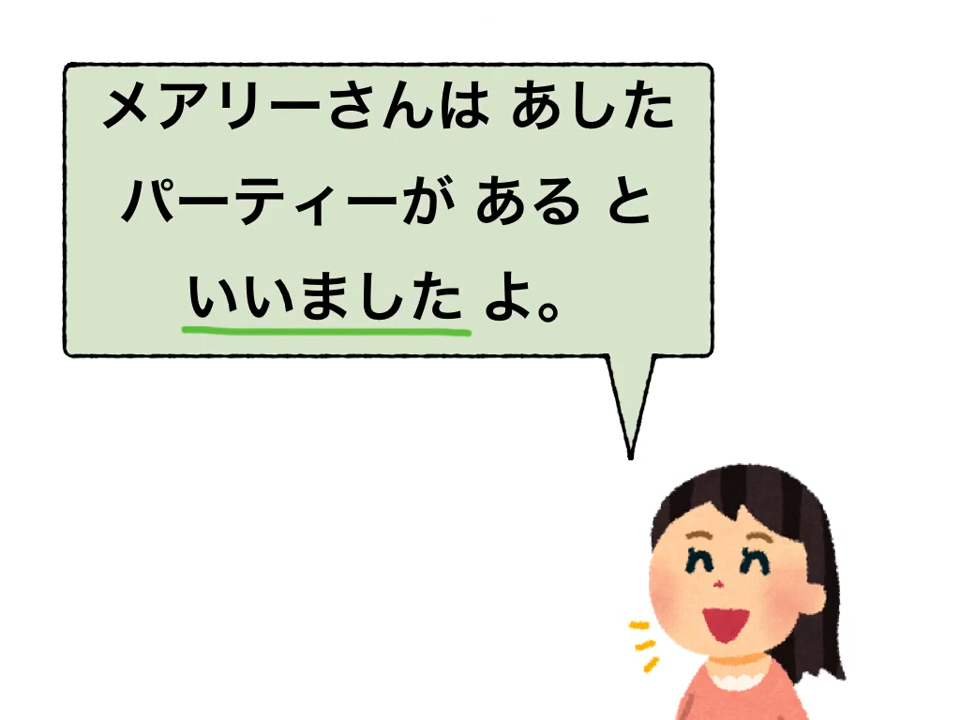 メアリーさんは あした
パーティーが ある と
いいました よ。